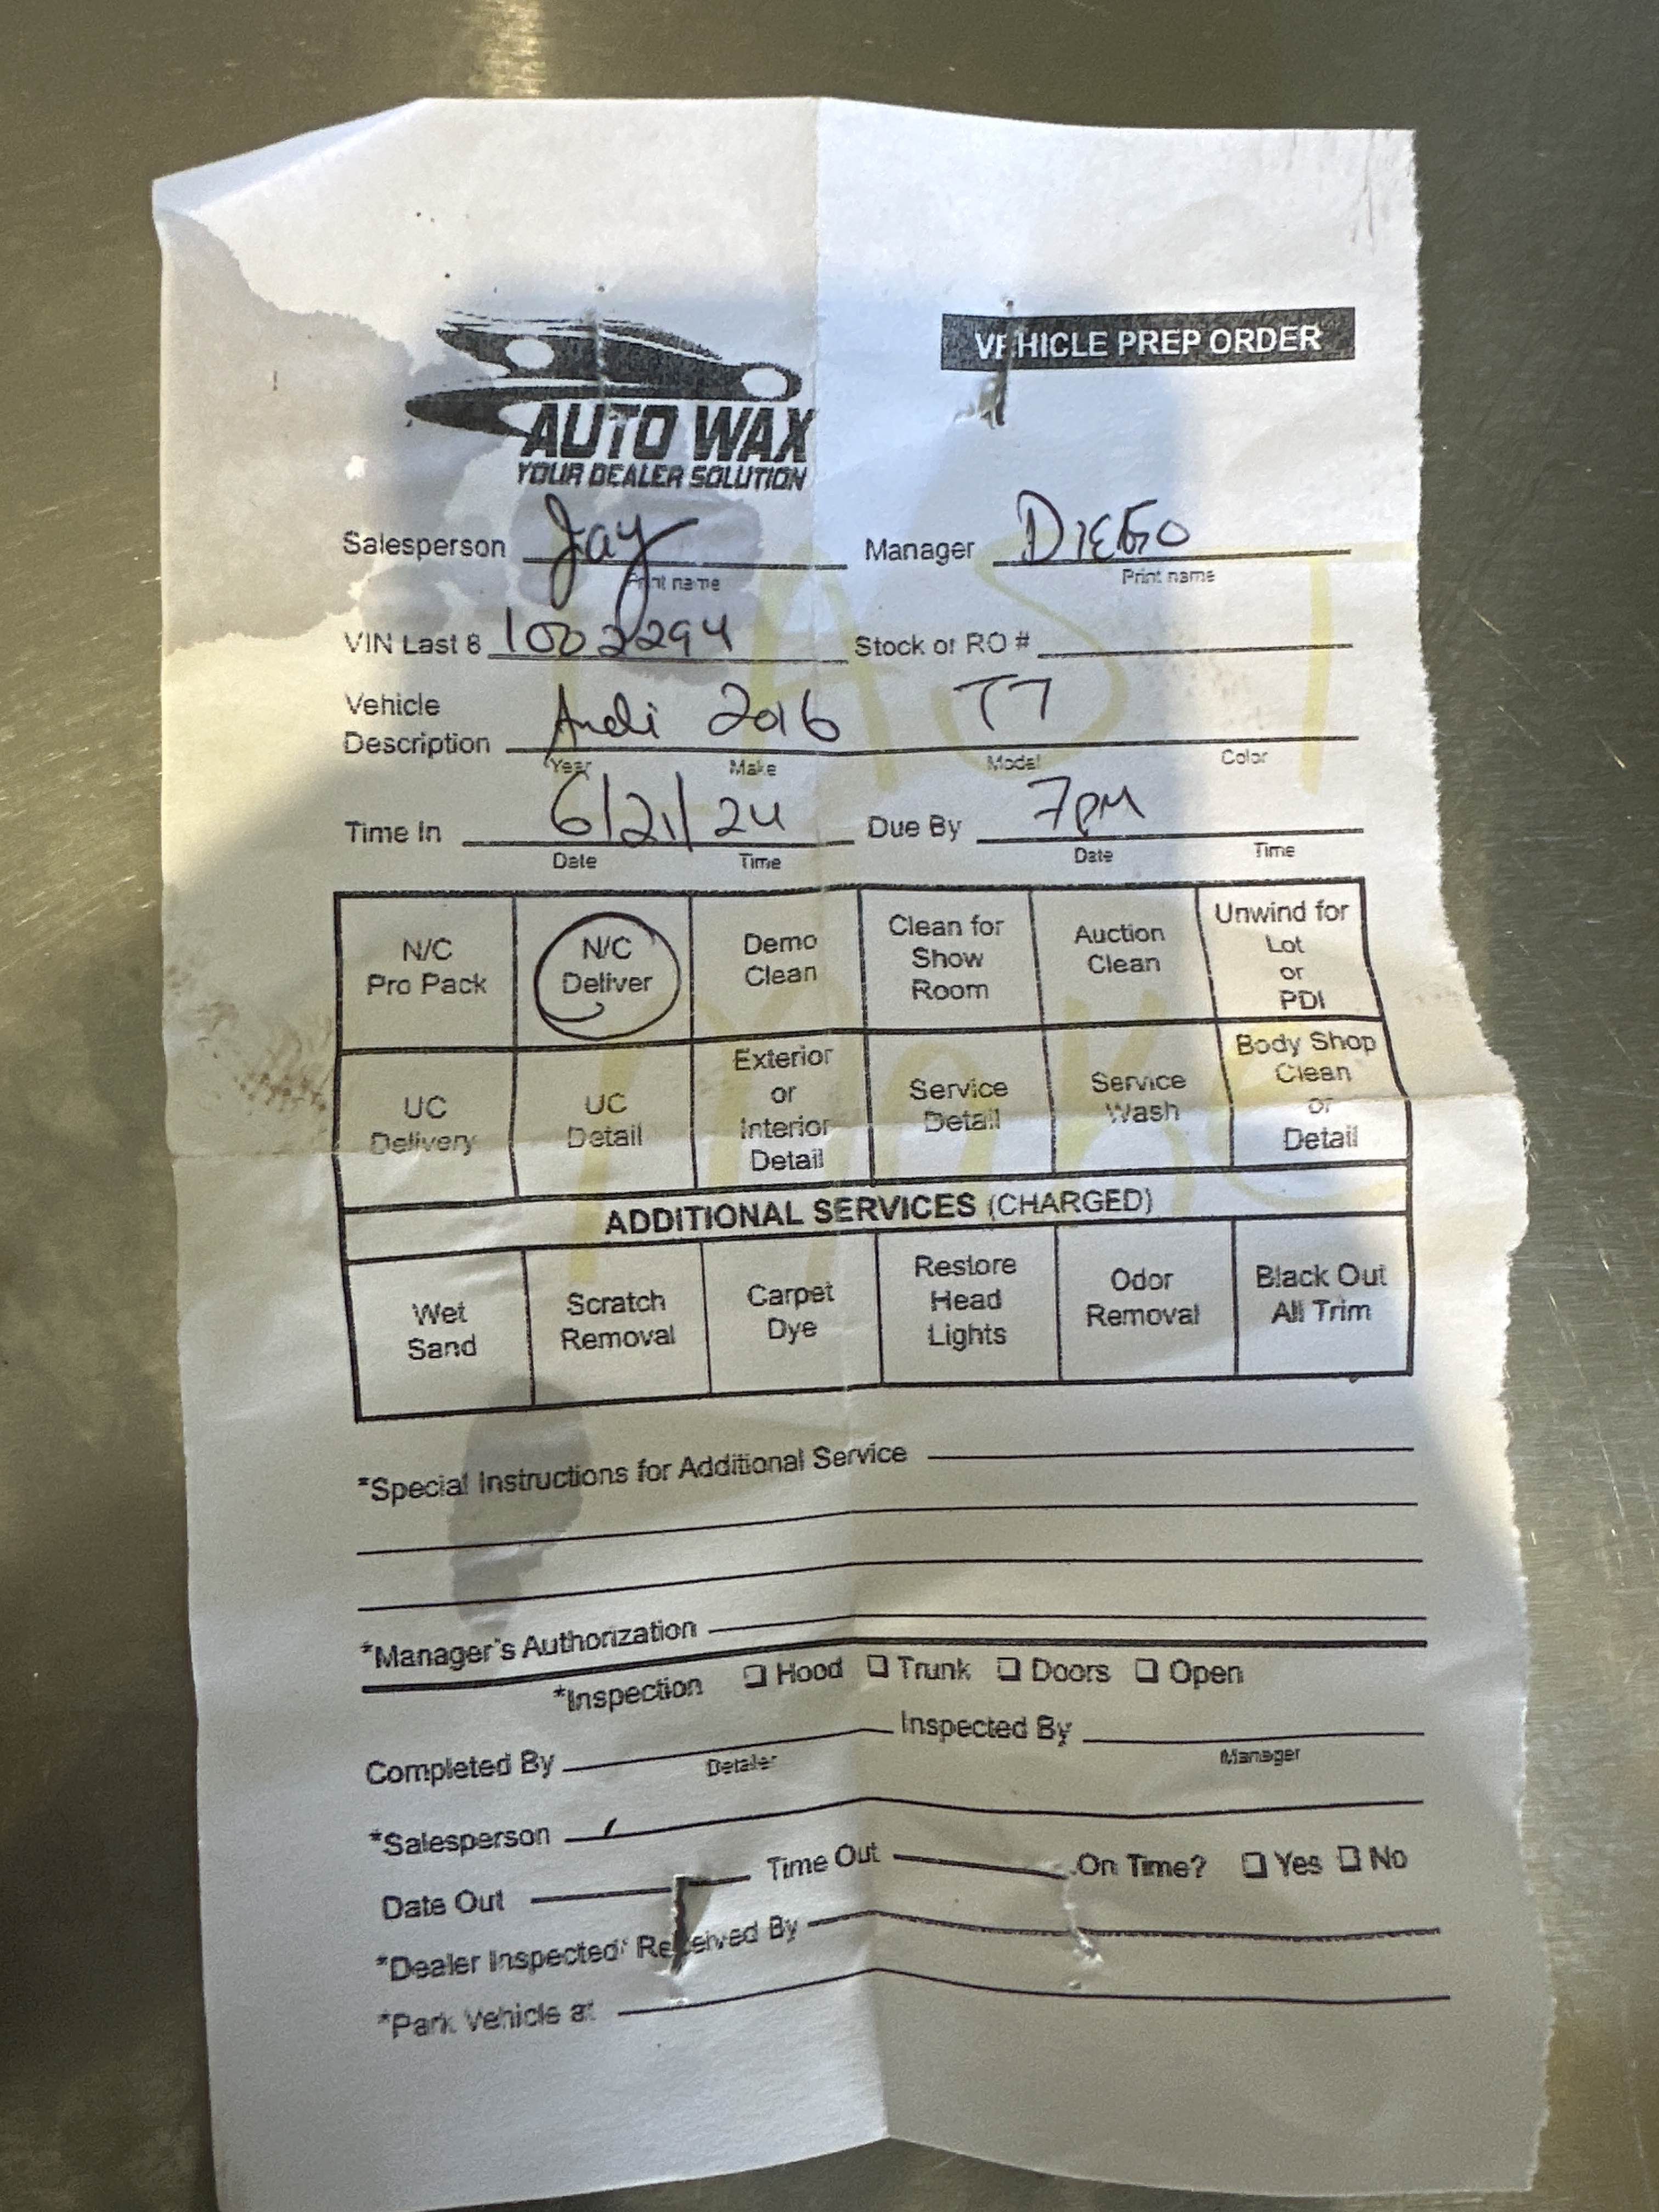 VEHICLE PREP ORDER
AUTO WAX
YOUR DEALER SOLUTION
Salesperson Jay Manager DIEGO
Print name Print name
VIN Last 8 10022294 Stock or RO #
Vehicle
Description Audi 2016 TT
Year Make Model Color
Time In 6/21/24 Due By 7pm
Date Time Date Time
N/C
Pro Pack
N/C
Deliver
Demo
Clean
Clean for
Show
Room
Auction
Clean
Unwind for
Lot
or
PDI
UC
Delivery
UC
Detail
Exterior
or
Interior
Detail
Service
Detail
Service
Wash
Body Shop
Clean
or
Detail
ADDITIONAL SERVICES (CHARGED)
Wet
Sand
Scratch
Removal
Carpet
Dye
Restore
Head
Lights
Odor
Removal
Black Out
All Trim
*Special Instructions for Additional Service
*Manager's Authorization
*Inspection ❏ Hood ❏ Trunk ❏ Doors ❏ Open
Completed By Inspected By
Detailer Manager
*Salesperson
Date Out Time Out On Time? ❏ Yes ❏ No
*Dealer Inspected/ Received By
*Park Vehicle at